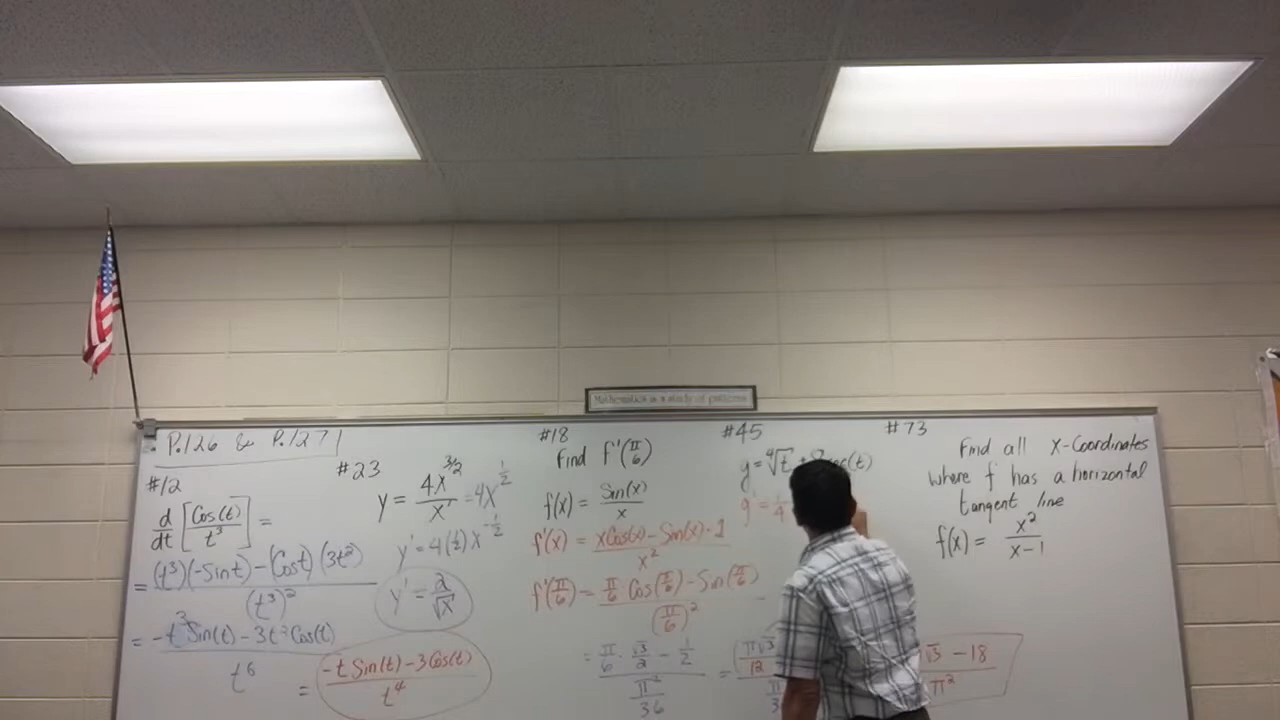 Mathematics is a study of patterns
P.126 & P.127
#12
d/dt [Cos(t)/t³] =
= (t³)(-Sint) - (Cost)(3t²) / (t³)²
= -t³Sin(t) - 3t²Cos(t) / t⁶
= -t Sin(t) - 3Cos(t) / t⁴
#23
y = 4x^(3/2) / x = 4x^(1/2)
y' = 4(1/2)x^(-1/2)
y' = 2/√x
#18
Find f'(π/6)
f(x) = Sin(x)/x
f'(x) = xCos(x) - Sin(x)·1 / x²
f'(π/6) = π/6 · Cos(π/6) - Sin(π/6) / (π/6)²
= π/6 · √3/2 - 1/2 / π²/36
= π√3/12
√3 - 18 / π²
#45
y = ⁴√t +
g' = 1/4
#73
Find all x-Coordinates
where f has a horizontal
tangent line
f(x) = x² / x-1